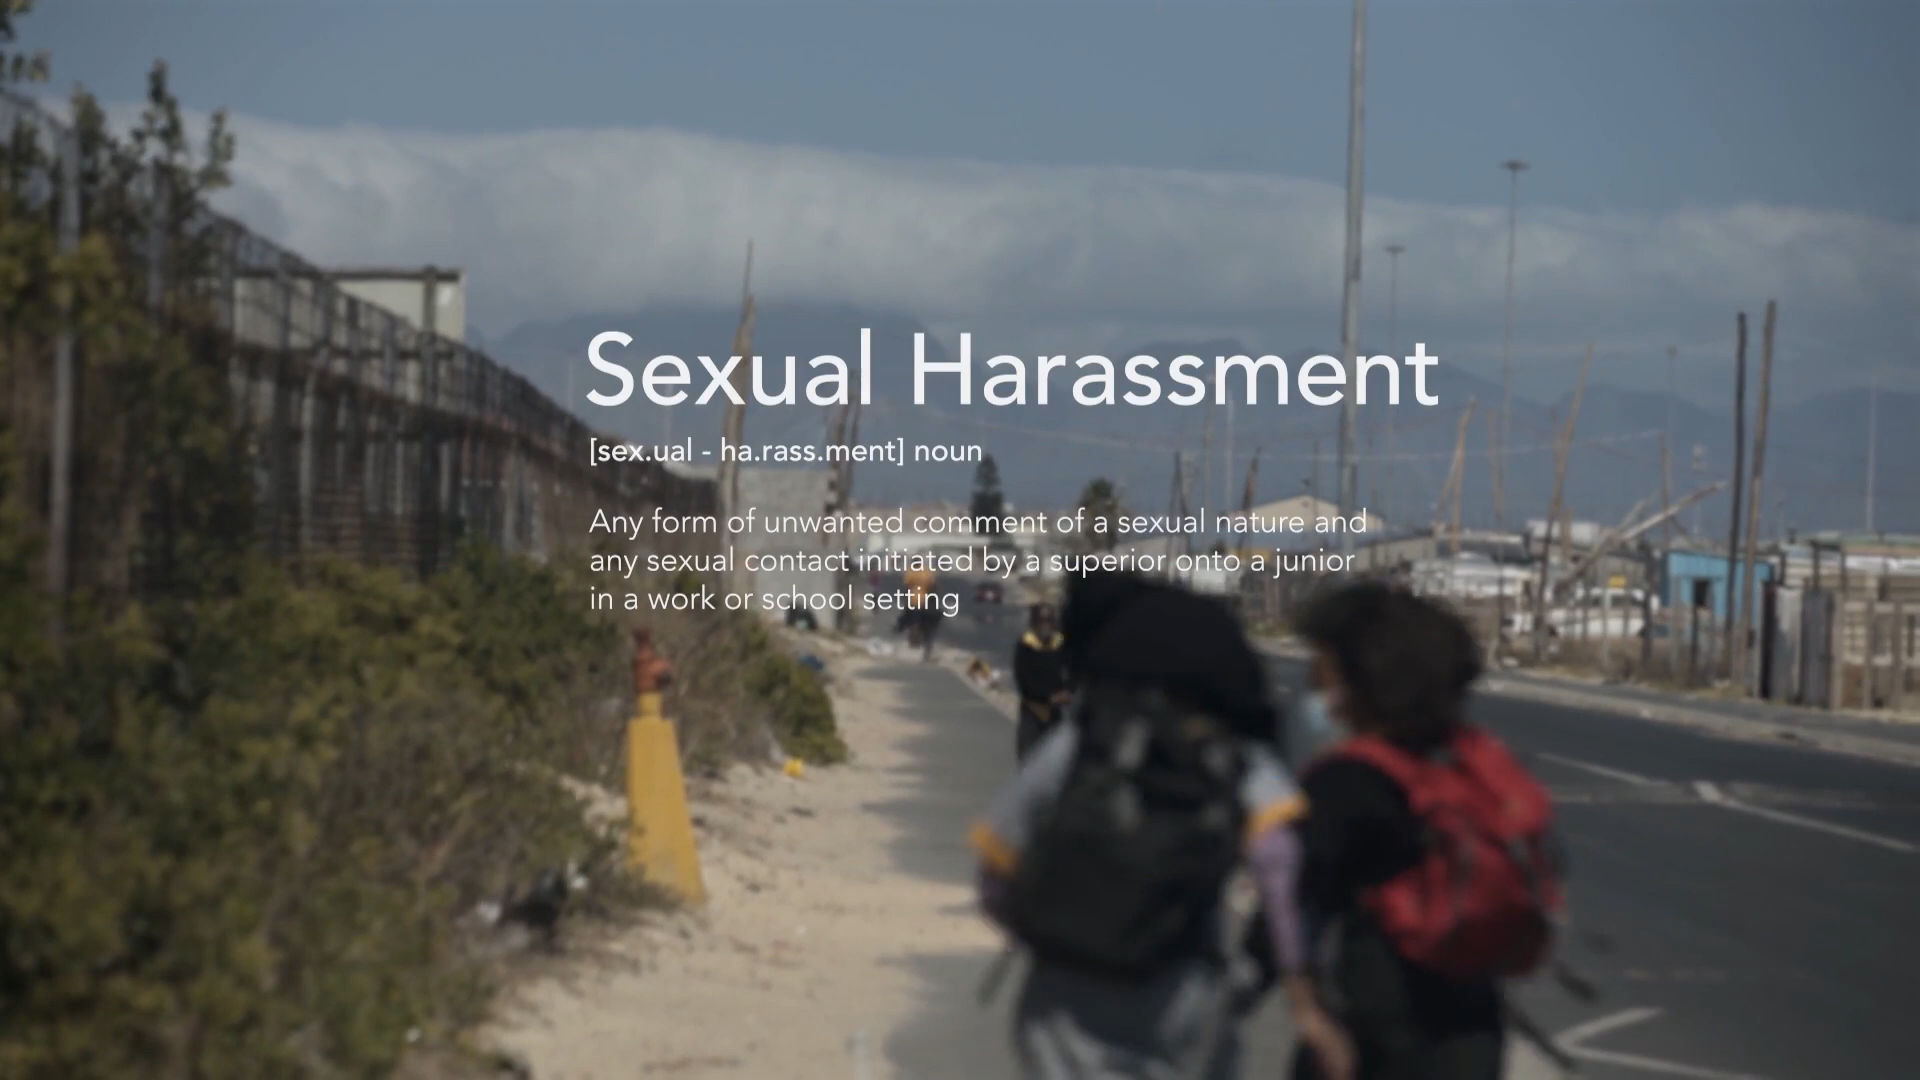 Sexual Harassment
[sex.ual - ha.rass.ment] noun
Any form of unwanted comment of a sexual nature and
any sexual contact initiated by a superior onto a junior
in a work or school setting